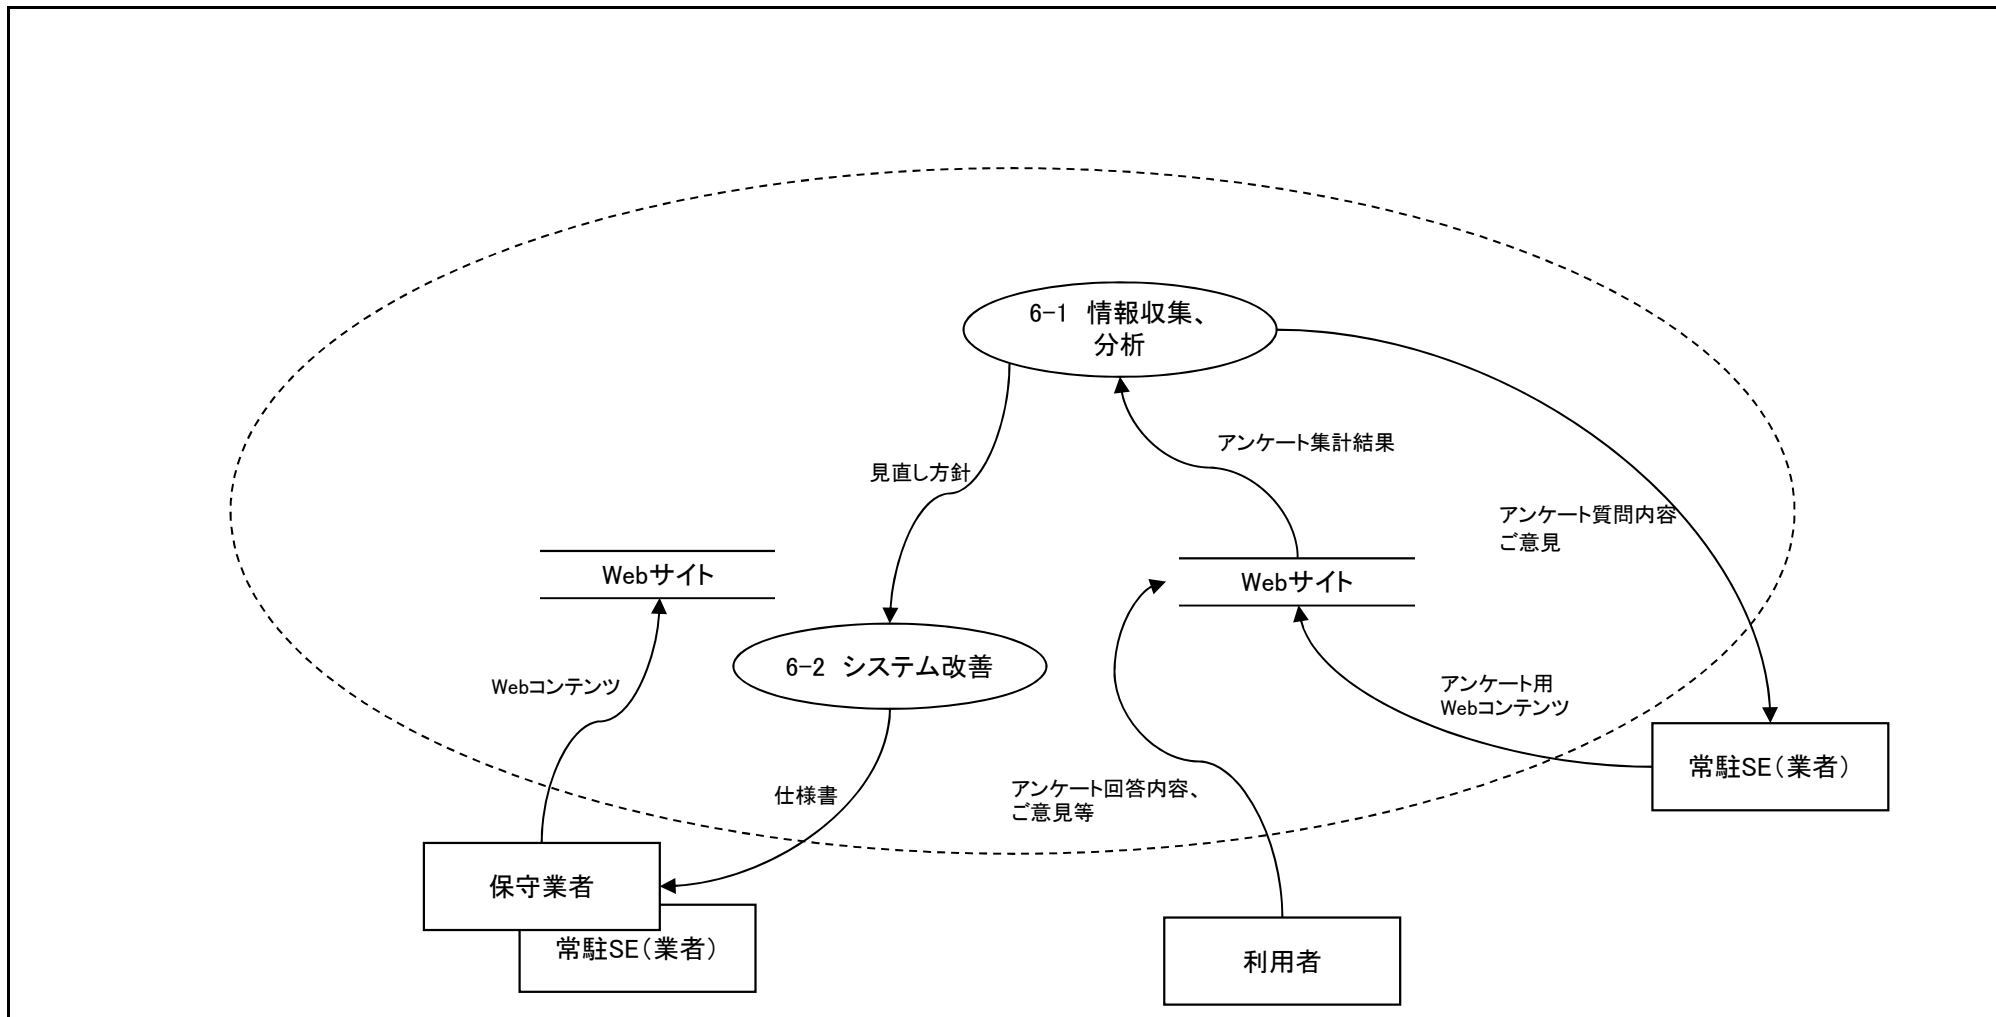 6-1 情報収集、
分析
アンケート集計結果
見直し方針
アンケート質問内容
ご意見
Webサイト
Webサイト
6-2 システム改善
Webコンテンツ
アンケート用
Webコンテンツ
常駐SE(業者)
仕様書
アンケート回答内容、
ご意見等
保守業者
常駐SE(業者)
利用者